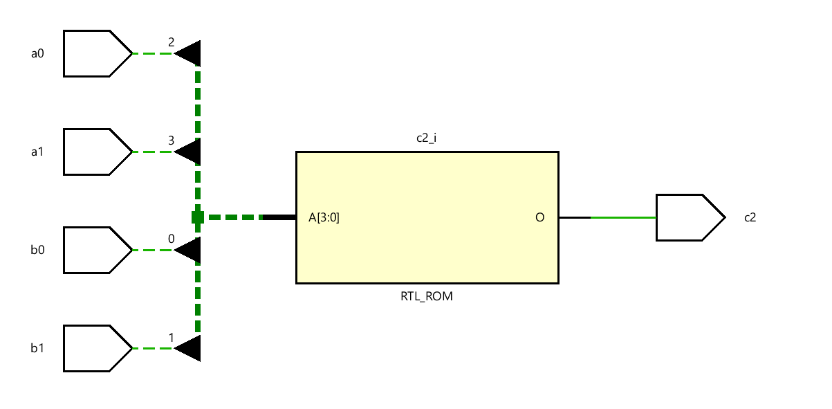 2
a0
c2_i
3
a1
A[3:0]
O
c2
0
b0
RTL_ROM
1
b1